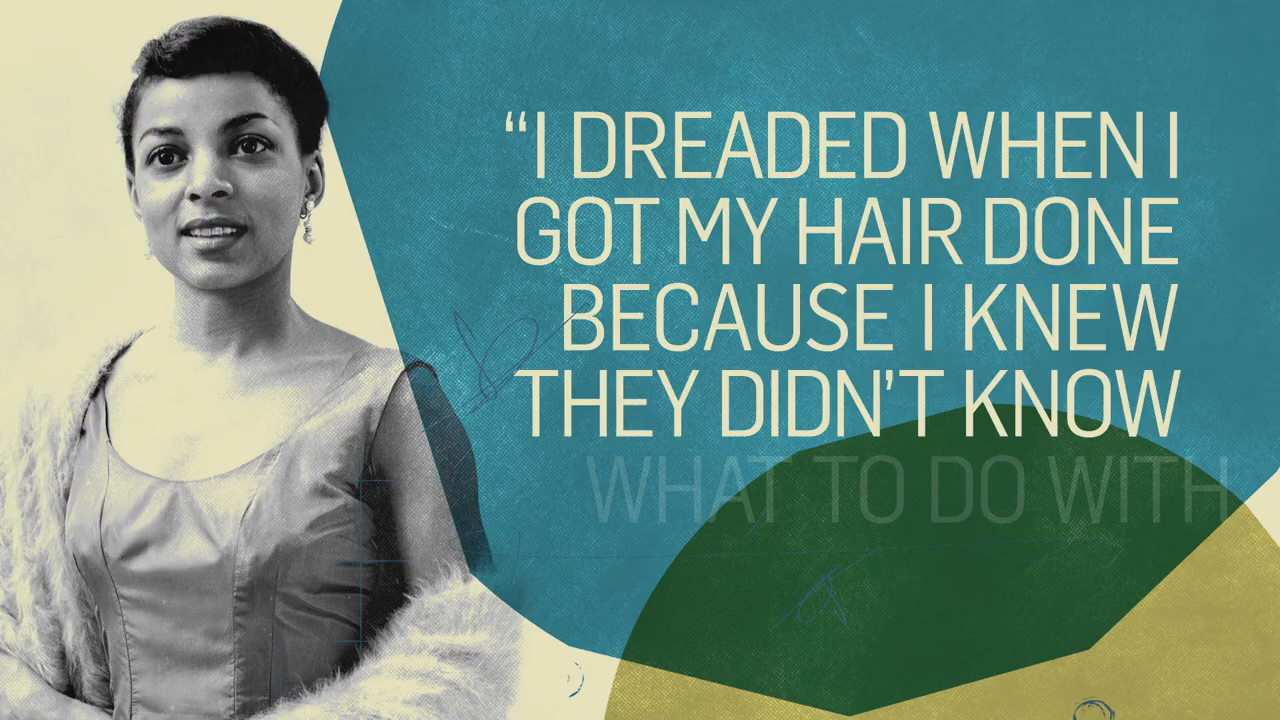 “I DREADED WHEN I
GOT MY HAIR DONE
BECAUSE I KNEW
THEY DIDN’T KNOW
WHAT TO DO WITH